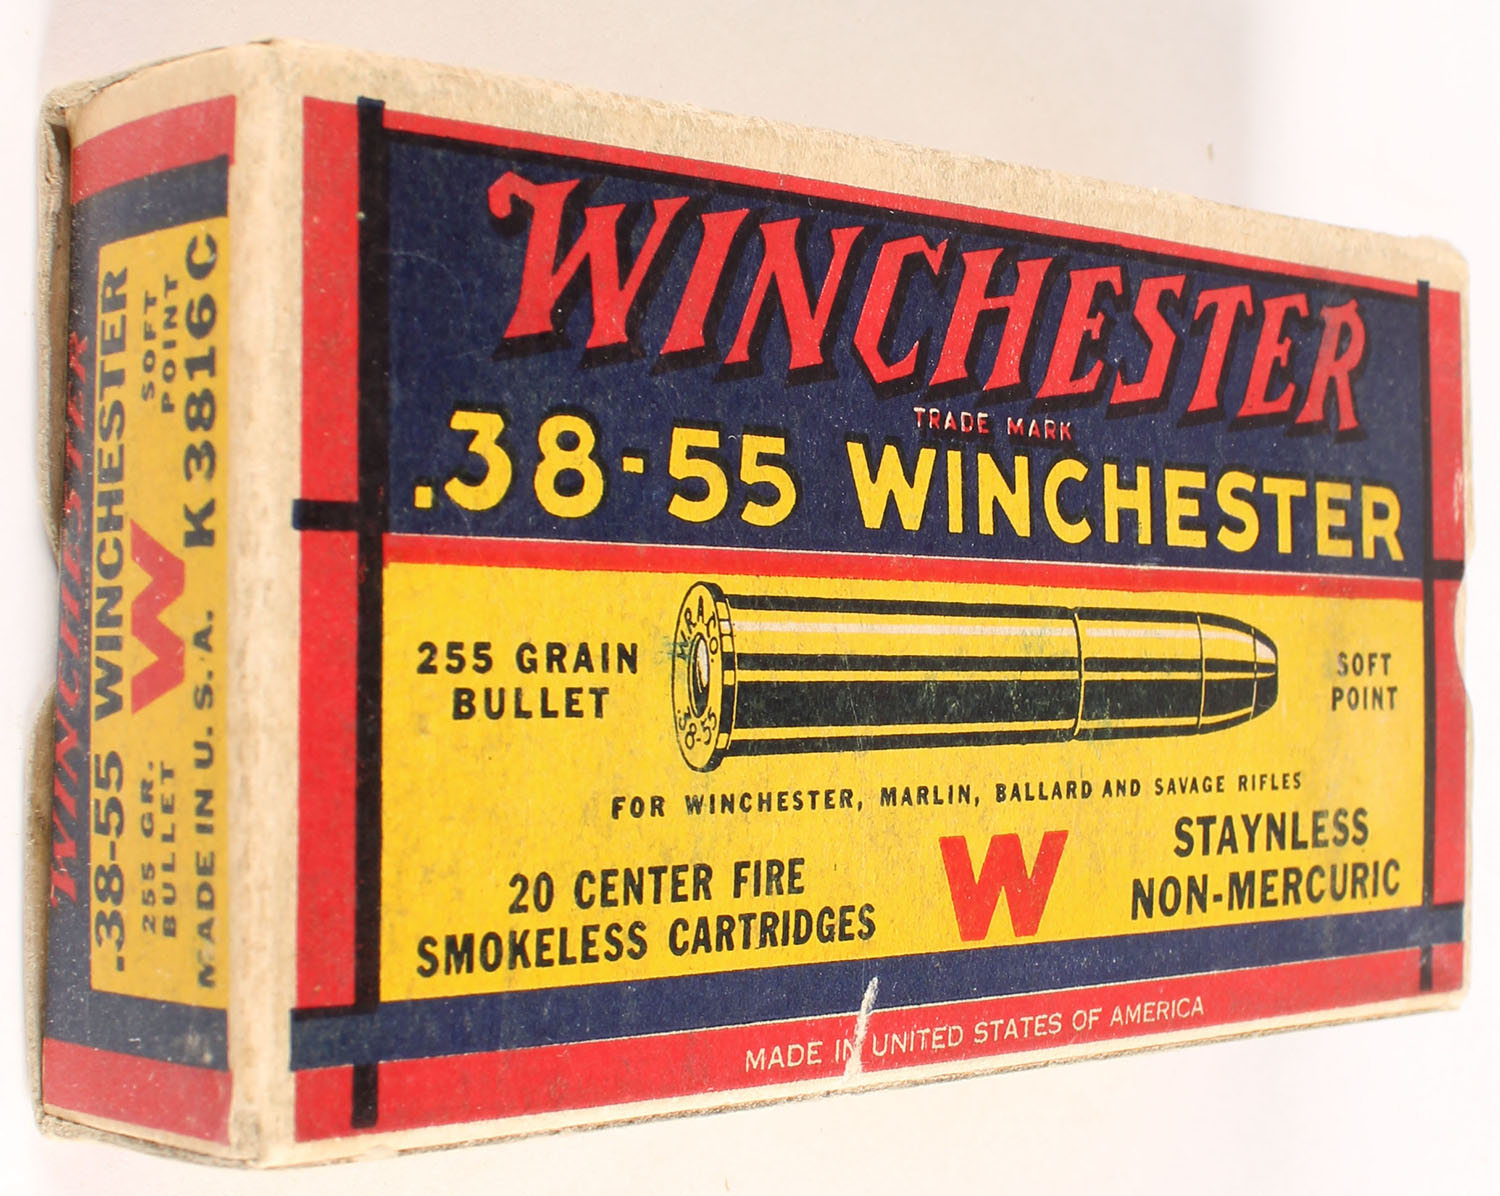 WINCHESTER
TRADE MARK
.38-55 WINCHESTER
255 GRAIN
BULLET
W.R.A.CO.
.38-55
SOFT
POINT
FOR WINCHESTER, MARLIN, BALLARD AND SAVAGE RIFLES
20 CENTER FIRE
SMOKELESS CARTRIDGES
W
STAYNLESS
NON-MERCURIC
MADE IN UNITED STATES OF AMERICA
WINCHESTER
.38-55 WINCHESTER
255 GR.
BULLET
W
SOFT
POINT
MADE IN U.S.A.
K3816C